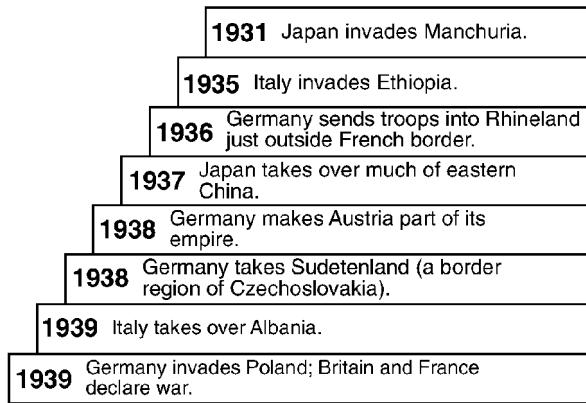 1931 Japan invades Manchuria.
1935 Italy invades Ethiopia.
1936 Germany sends troops into Rhineland
just outside French border.
1937 Japan takes over much of eastern
China.
1938 Germany makes Austria part of its
empire.
1938 Germany takes Sudetenland (a border
region of Czechoslovakia).
1939 Italy takes over Albania.
1939 Germany invades Poland; Britain and France
declare war.